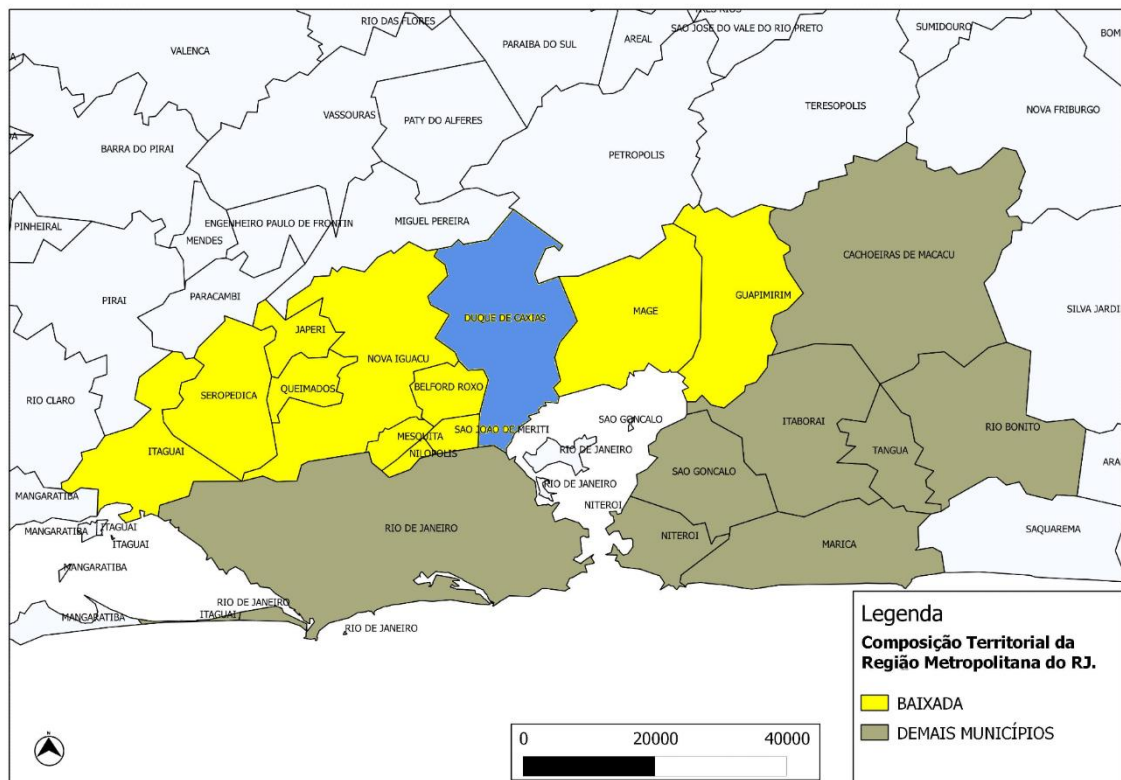 TRES RIOS
RIO DAS FLORES
SAO JOSE DO VALE DO RIO PRETO
SUMIDOURO
VALENCA
PARAIBA DO SUL
AREAL
BOM
A
TERESOPOLIS
NOVA FRIBURGO
VASSOURAS
PATY DO ALFERES
BARRA DO PIRAI
PETROPOLIS
ENGENHEIRO PAULO DE FRONTIN
MIGUEL PEREIRA
PINHEIRAL
MENDES
CACHOEIRAS DE MACACU
PIRAI
PARACAMBI
GUAPIMIRIM
MAGE
SILVA JARDI
DUQUE DE CAXIAS
JAPERI
NOVA IGUACU
RIO CLARO
SEROPEDICA
QUEIMADOS
BELFORD ROXO
SAO GONCALO
ITABORAI
RIO BONITO
SAO JOAO DE MERITI
MESQUITA
NILOPOLIS
ITAGUAI
RIO DE JANEIRO
TANGUA
ARA
SAO GONCALO
RIO DE JANEIRO
MANGARATIBA
NITEROI
ITAGUAI
MANGARATIBA
RIO DE JANEIRO
SAQUAREMA
ITAGUAI
NITEROI
MARICA
MANGARATIBA
RIO DE JANEIRO
MANGARATIBA
ITAGUAI
RIO DE JANEIRO
Legenda
Composição Territorial da
Região Metropolitana do RJ.
BAIXADA
DEMAIS MUNICÍPIOS
N
0 20000 40000